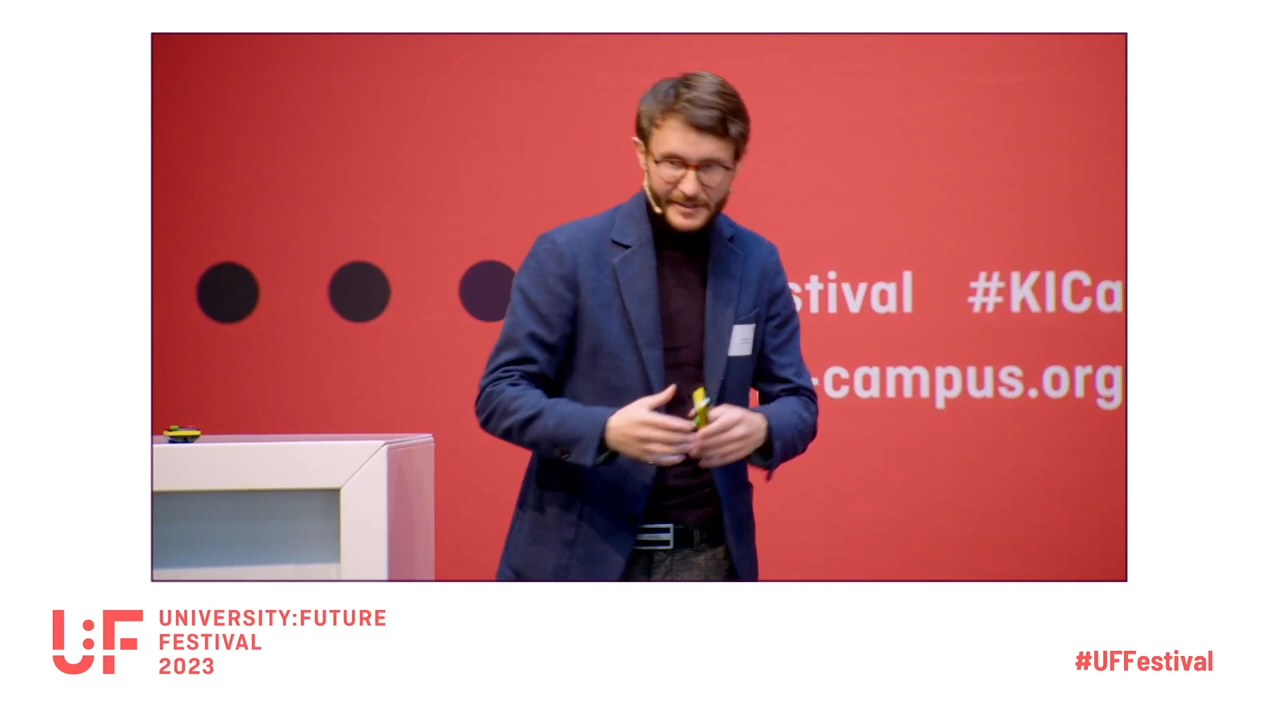 stival #KICa
-campus.org
U:F
UNIVERSITY:FUTURE
FESTIVAL
2023
#UFFestival